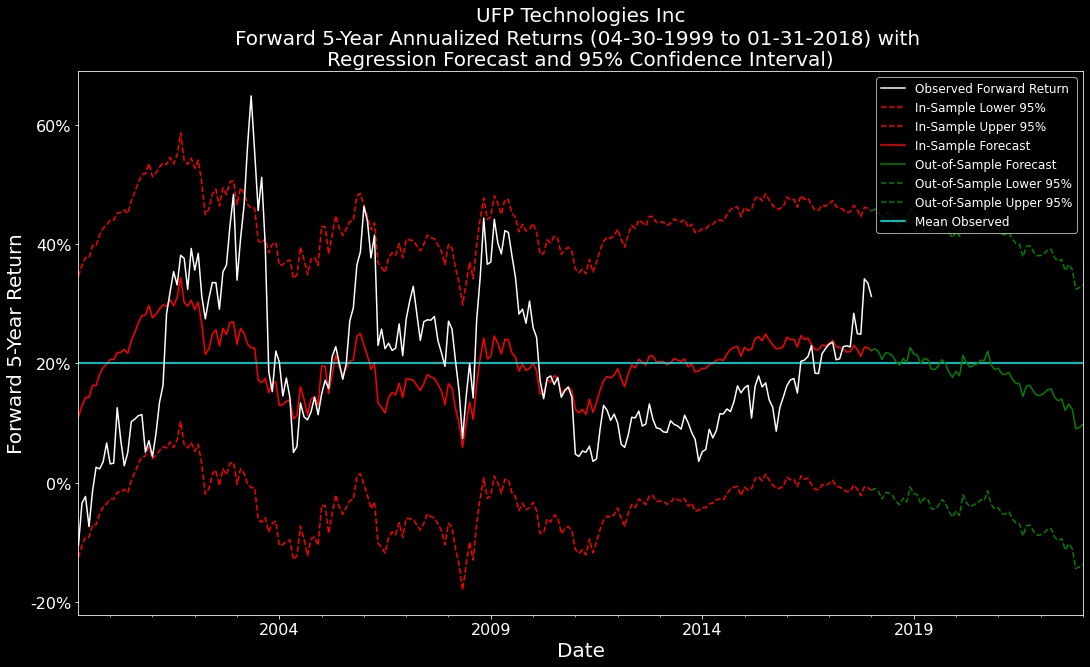 UFP Technologies Inc
Forward 5-Year Annualized Returns (04-30-1999 to 01-31-2018) with
Regression Forecast and 95% Confidence Interval)
Forward 5-Year Return
60%
40%
20%
0%
-20%
Observed Forward Return
In-Sample Lower 95%
In-Sample Upper 95%
In-Sample Forecast
Out-of-Sample Forecast
Out-of-Sample Lower 95%
Out-of-Sample Upper 95%
Mean Observed
2004
2009
2014
2019
Date